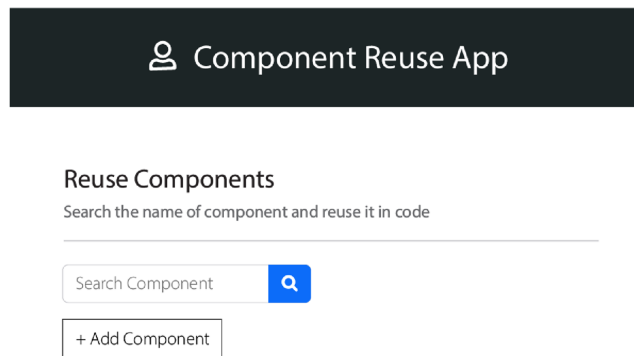 Component Reuse App
Reuse Components
Search the name of component and reuse it in code
Search Component
+ Add Component